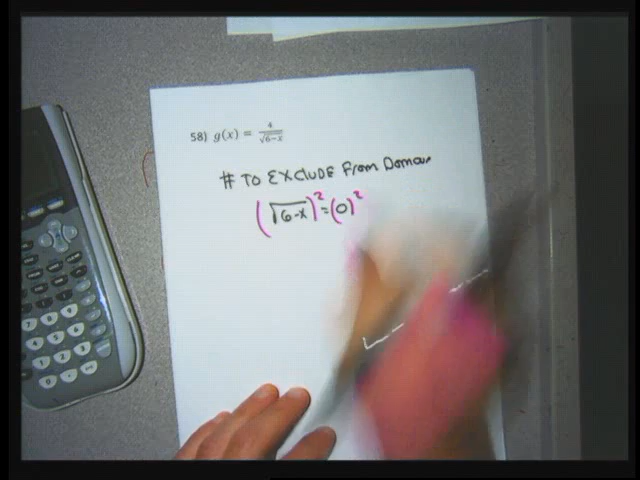 58) g(x) = 4/√6−x
# To Exclude From Domain
(√6-x)² = (0)²